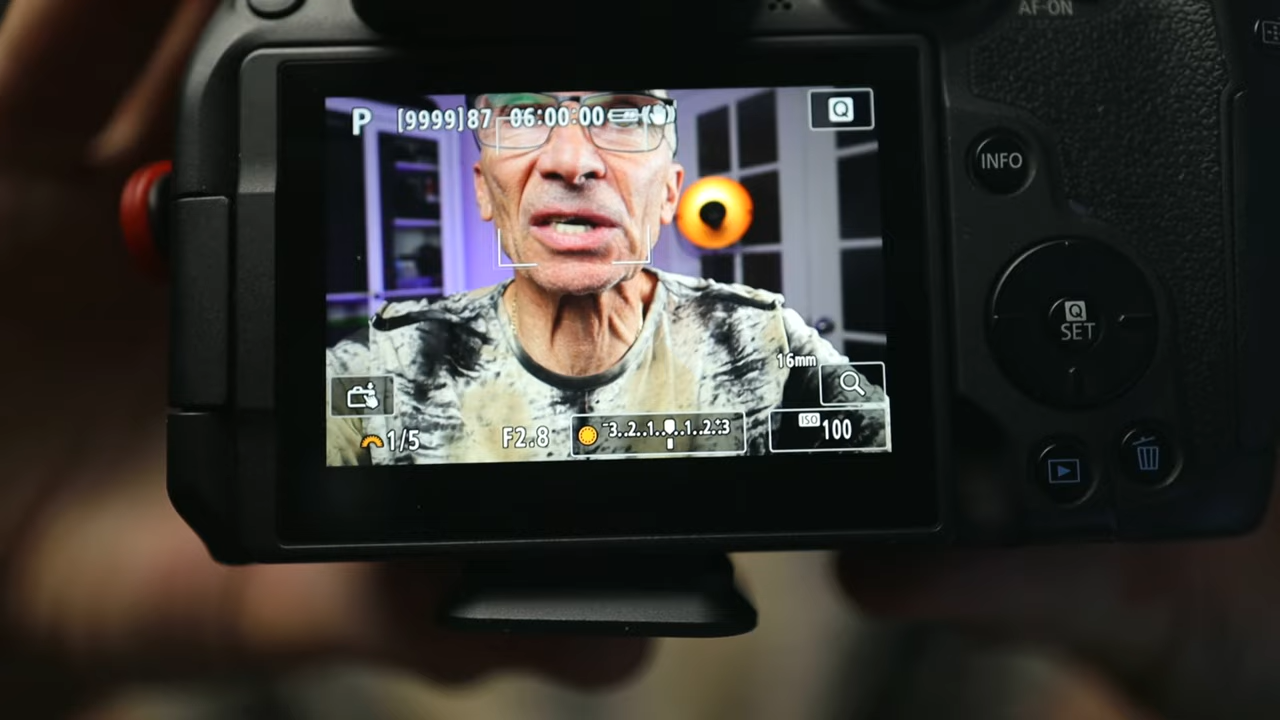 AF-ON
P [9999]87 06:00:00
Q
INFO
Q
SET
16mm
1/5 F2.8 -3..2..1..0..1..2..+3 ISO 100